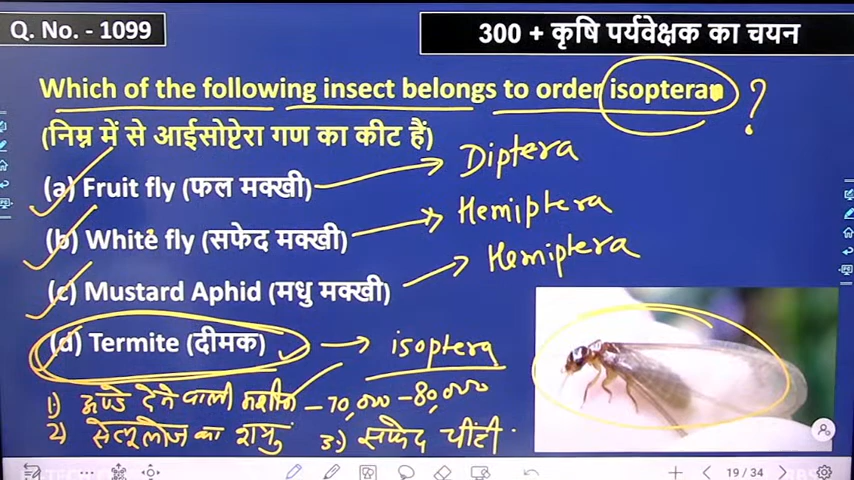 Q. No. - 1099
300 + कृषि पर्यवेक्षक का चयन
Which of the following insect belongs to order isoptera ?
(निम्न में से आईसोप्टेरा गण का कीट हैं)
(a) Fruit fly (फल मक्खी) → Diptera
(b) White fly (सफेद मक्खी) → Hemiptera
(c) Mustard Aphid (मधु मक्खी) → Hemiptera
(d) Termite (दीमक) → isoptera
1) अण्डे देने वाली मशीन – 70,000 – 80,000
2) सेलूलोज का शत्रु 3) सफेद चींटी
19 / 34